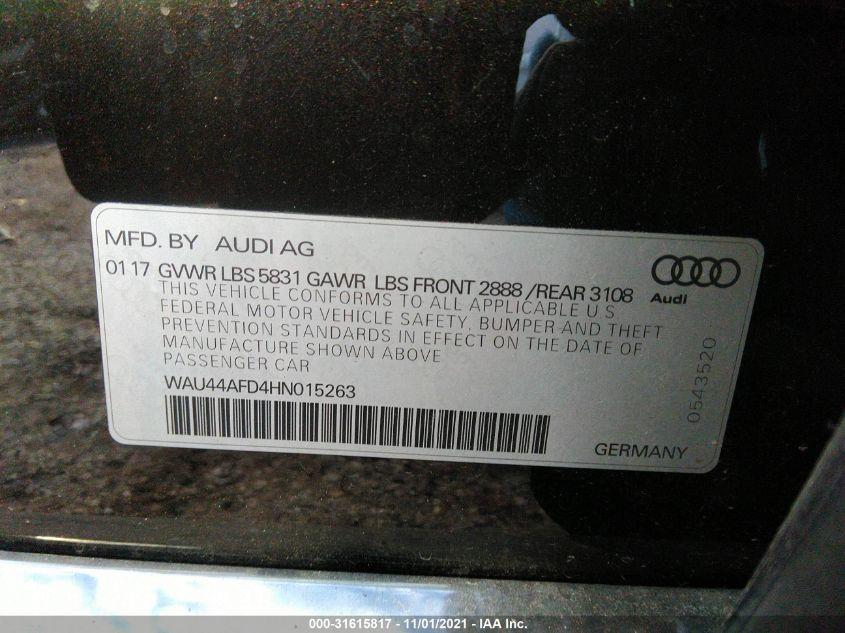 MFD. BY AUDI AG
01 17 GVWR LBS 5831 GAWR LBS FRONT 2888 /REAR 3108
Audi
THIS VEHICLE CONFORMS TO ALL APPLICABLE U S
FEDERAL MOTOR VEHICLE SAFETY, BUMPER AND THEFT
PREVENTION STANDARDS IN EFFECT ON THE DATE OF
MANUFACTURE SHOWN ABOVE
PASSENGER CAR
WAU44AFD4HN015263
0543520
GERMANY
000-31615817 - 11/01/2021 - IAA Inc.